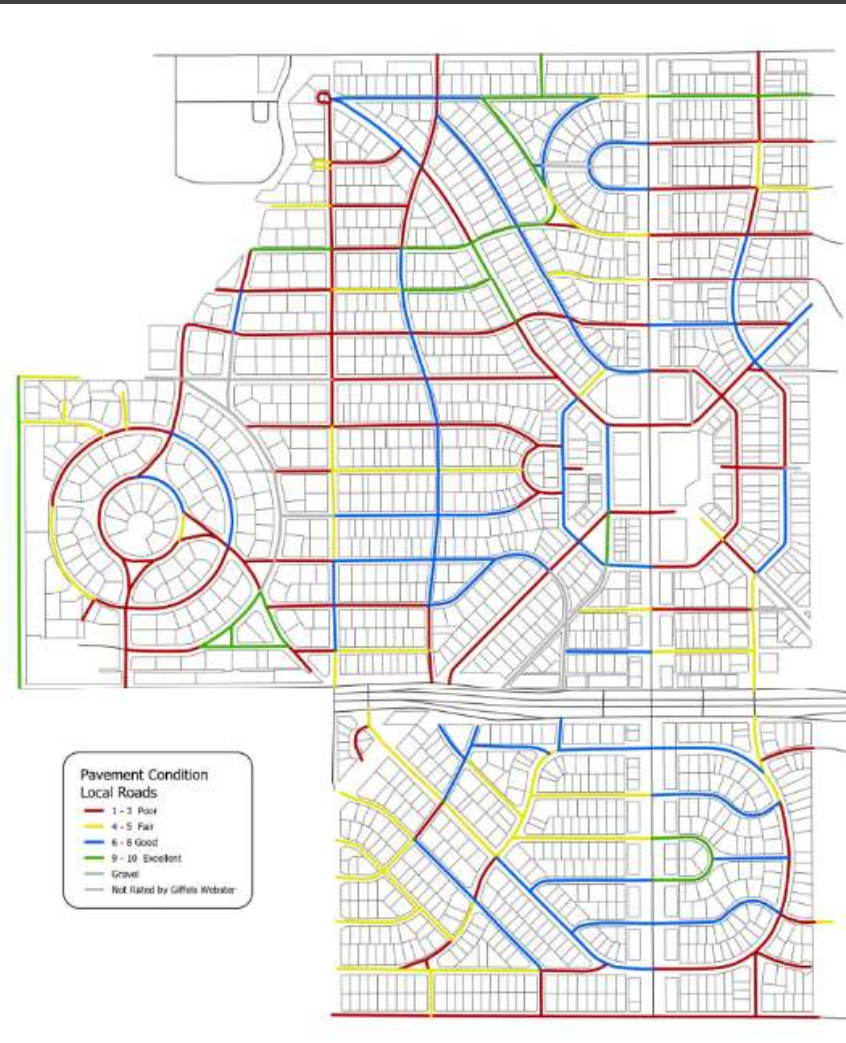 Pavement Condition
Local Roads
1 - 3 Poor
4 - 5 Fair
6 - 8 Good
9 - 10 Excellent
Gravel
Not Rated by Giffels Webster